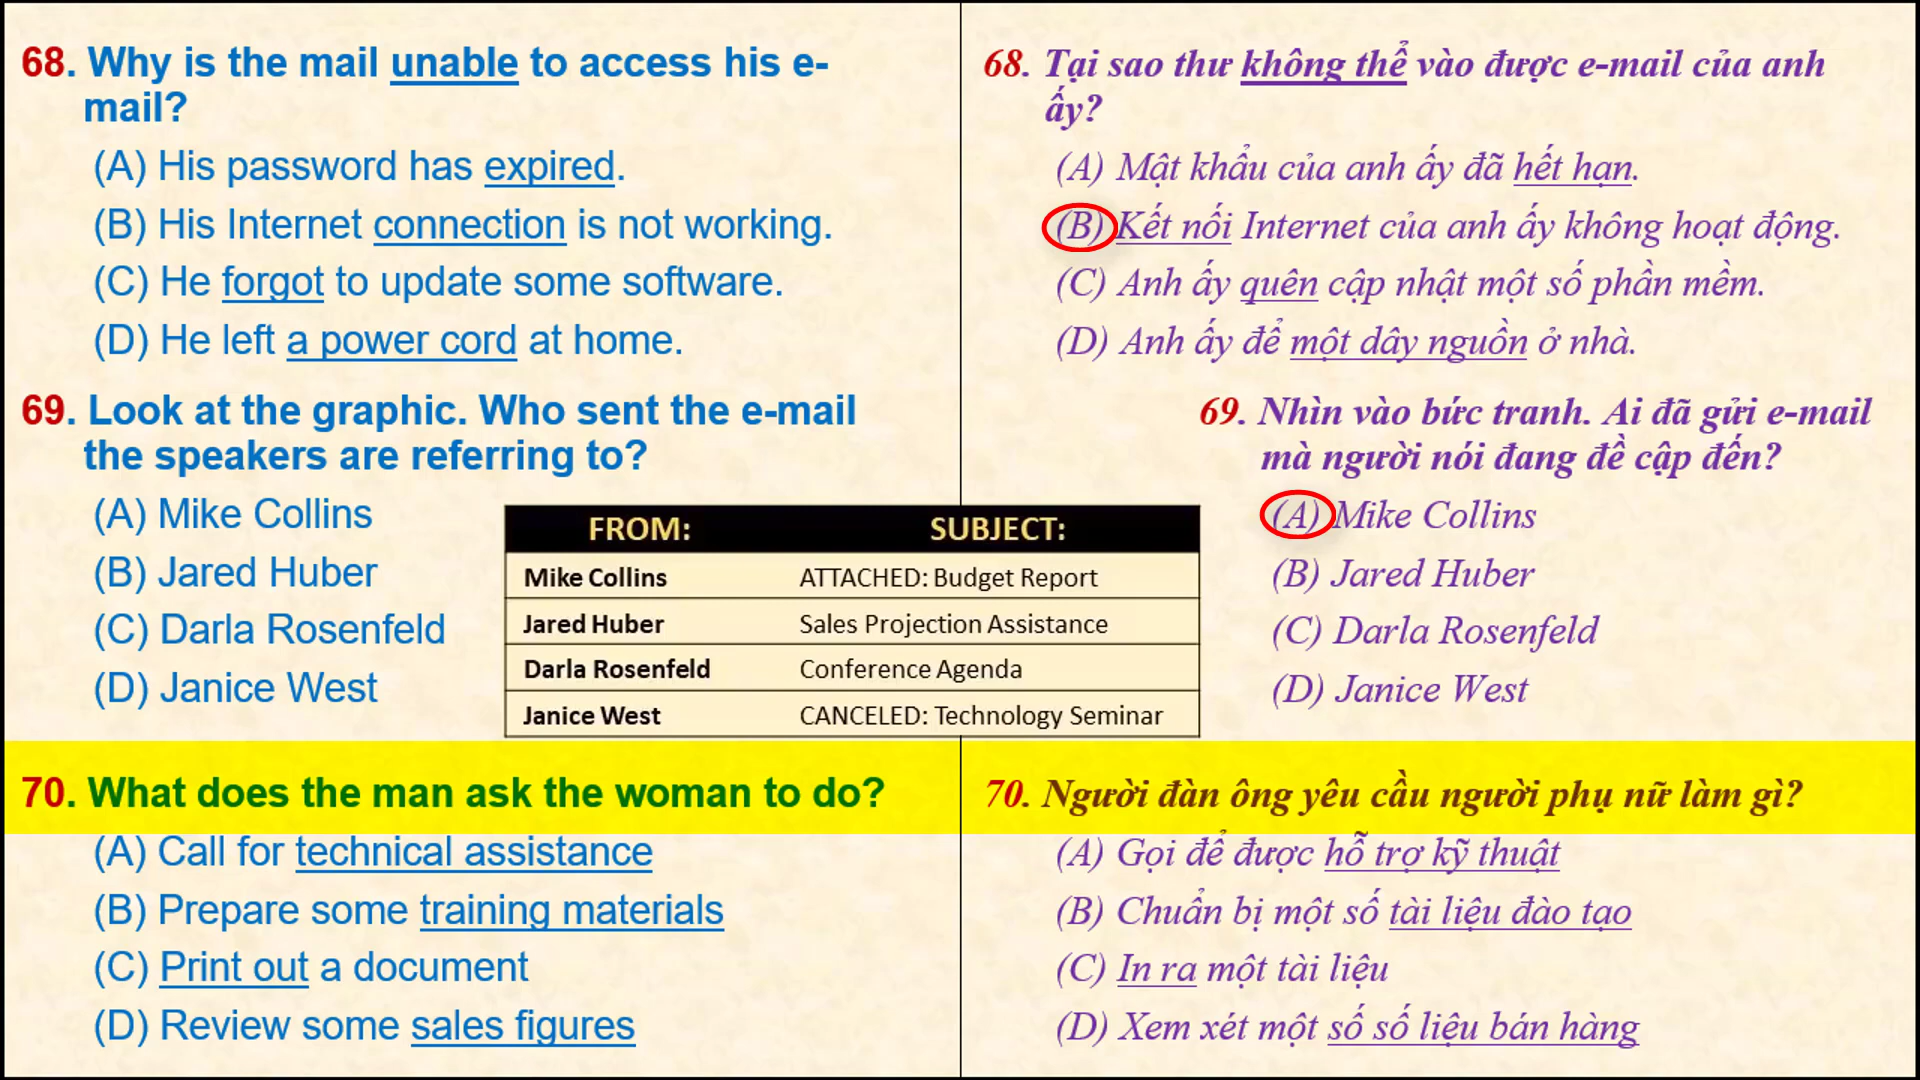 68. Why is the mail unable to access his e-
mail?
(A) His password has expired.
(B) His Internet connection is not working.
(C) He forgot to update some software.
(D) He left a power cord at home.
69. Look at the graphic. Who sent the e-mail
the speakers are referring to?
(A) Mike Collins
(B) Jared Huber
(C) Darla Rosenfeld
(D) Janice West
FROM: SUBJECT:
Mike Collins ATTACHED: Budget Report
Jared Huber Sales Projection Assistance
Darla Rosenfeld Conference Agenda
Janice West CANCELED: Technology Seminar
70. What does the man ask the woman to do?
(A) Call for technical assistance
(B) Prepare some training materials
(C) Print out a document
(D) Review some sales figures
68. Tại sao thư không thể vào được e-mail của anh
ấy?
(A) Mật khẩu của anh ấy đã hết hạn.
(B) Kết nối Internet của anh ấy không hoạt động.
(C) Anh ấy quên cập nhật một số phần mềm.
(D) Anh ấy để một dây nguồn ở nhà.
69. Nhìn vào bức tranh. Ai đã gửi e-mail
mà người nói đang đề cập đến?
(A) Mike Collins
(B) Jared Huber
(C) Darla Rosenfeld
(D) Janice West
70. Người đàn ông yêu cầu người phụ nữ làm gì?
(A) Gọi để được hỗ trợ kỹ thuật
(B) Chuẩn bị một số tài liệu đào tạo
(C) In ra một tài liệu
(D) Xem xét một số số liệu bán hàng